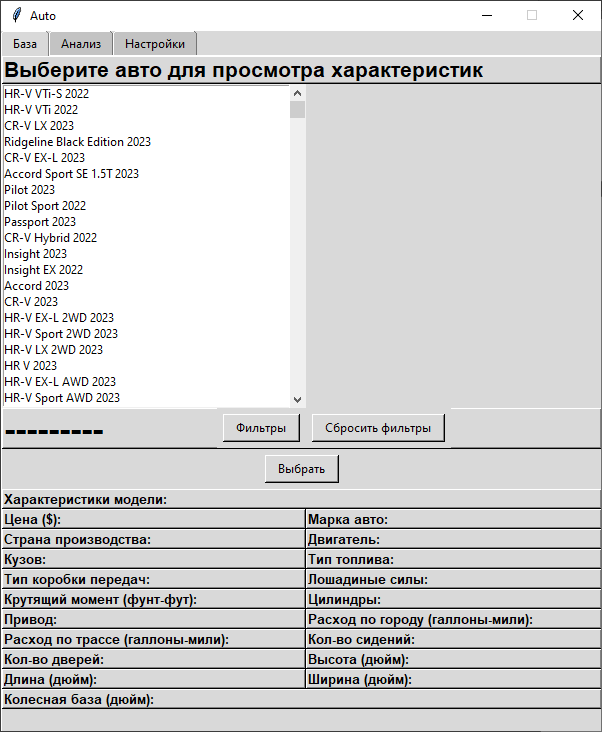 Auto
База Анализ Настройки
Выберите авто для просмотра характеристик
HR-V VTi-S 2022
HR-V VTi 2022
CR-V LX 2023
Ridgeline Black Edition 2023
CR-V EX-L 2023
Accord Sport SE 1.5T 2023
Pilot 2023
Pilot Sport 2022
Passport 2023
CR-V Hybrid 2022
Insight 2023
Insight EX 2022
Accord 2023
CR-V 2023
HR-V EX-L 2WD 2023
HR-V Sport 2WD 2023
HR-V LX 2WD 2023
HR V 2023
HR-V EX-L AWD 2023
HR-V Sport AWD 2023
--------- Фильтры Сбросить фильтры
Выбрать
Характеристики модели:
Цена ($): Марка авто:
Страна производства: Двигатель:
Кузов: Тип топлива:
Тип коробки передач: Лошадиные силы:
Крутящий момент (фунт-фут): Цилиндры:
Привод: Расход по городу (галлоны-мили):
Расход по трассе (галлоны-мили): Кол-во сидений:
Кол-во дверей: Высота (дюйм):
Длина (дюйм): Ширина (дюйм):
Колесная база (дюйм):